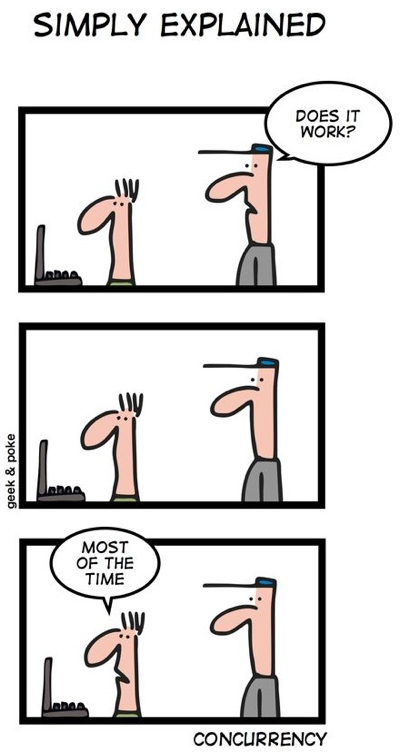 SIMPLY EXPLAINED
DOES IT
WORK?
geek & poke
MOST
OF THE
TIME
CONCURRENCY